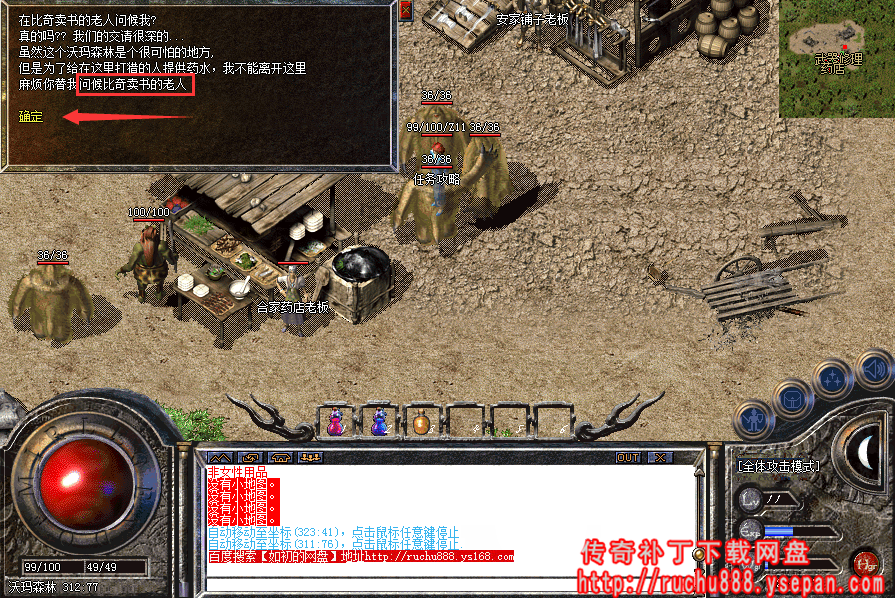 在比奇卖书的老人问候我?
真的吗?? 我们的交请很深的...
虽然这个沃玛森林是个很可怕的地方,
但是为了给在这里打猎的人提供药水, 我不能离开这里
麻烦你替我问候比奇卖书的老人
确定
安家铺子老板
武器修理
药店
36/36
99/100/Z11 36/36
36/36
任务攻略
100/100
36/36
合家药店老板
非女性用品
没有小地图。
没有小地图。
没有小地图。
没有小地图。
自动移动至坐标(323:41), 点击鼠标任意键停止
自动移动至坐标(311:76), 点击鼠标任意键停止
百度搜索【如初的网盘】地址http://ruchu888.ys168.com
OUT
[全体攻击模式]
Lv 11
Exp
99/100 49/49
沃玛森林 312:77
传奇补丁下载网盘
http://ruchu888.ysepan.com